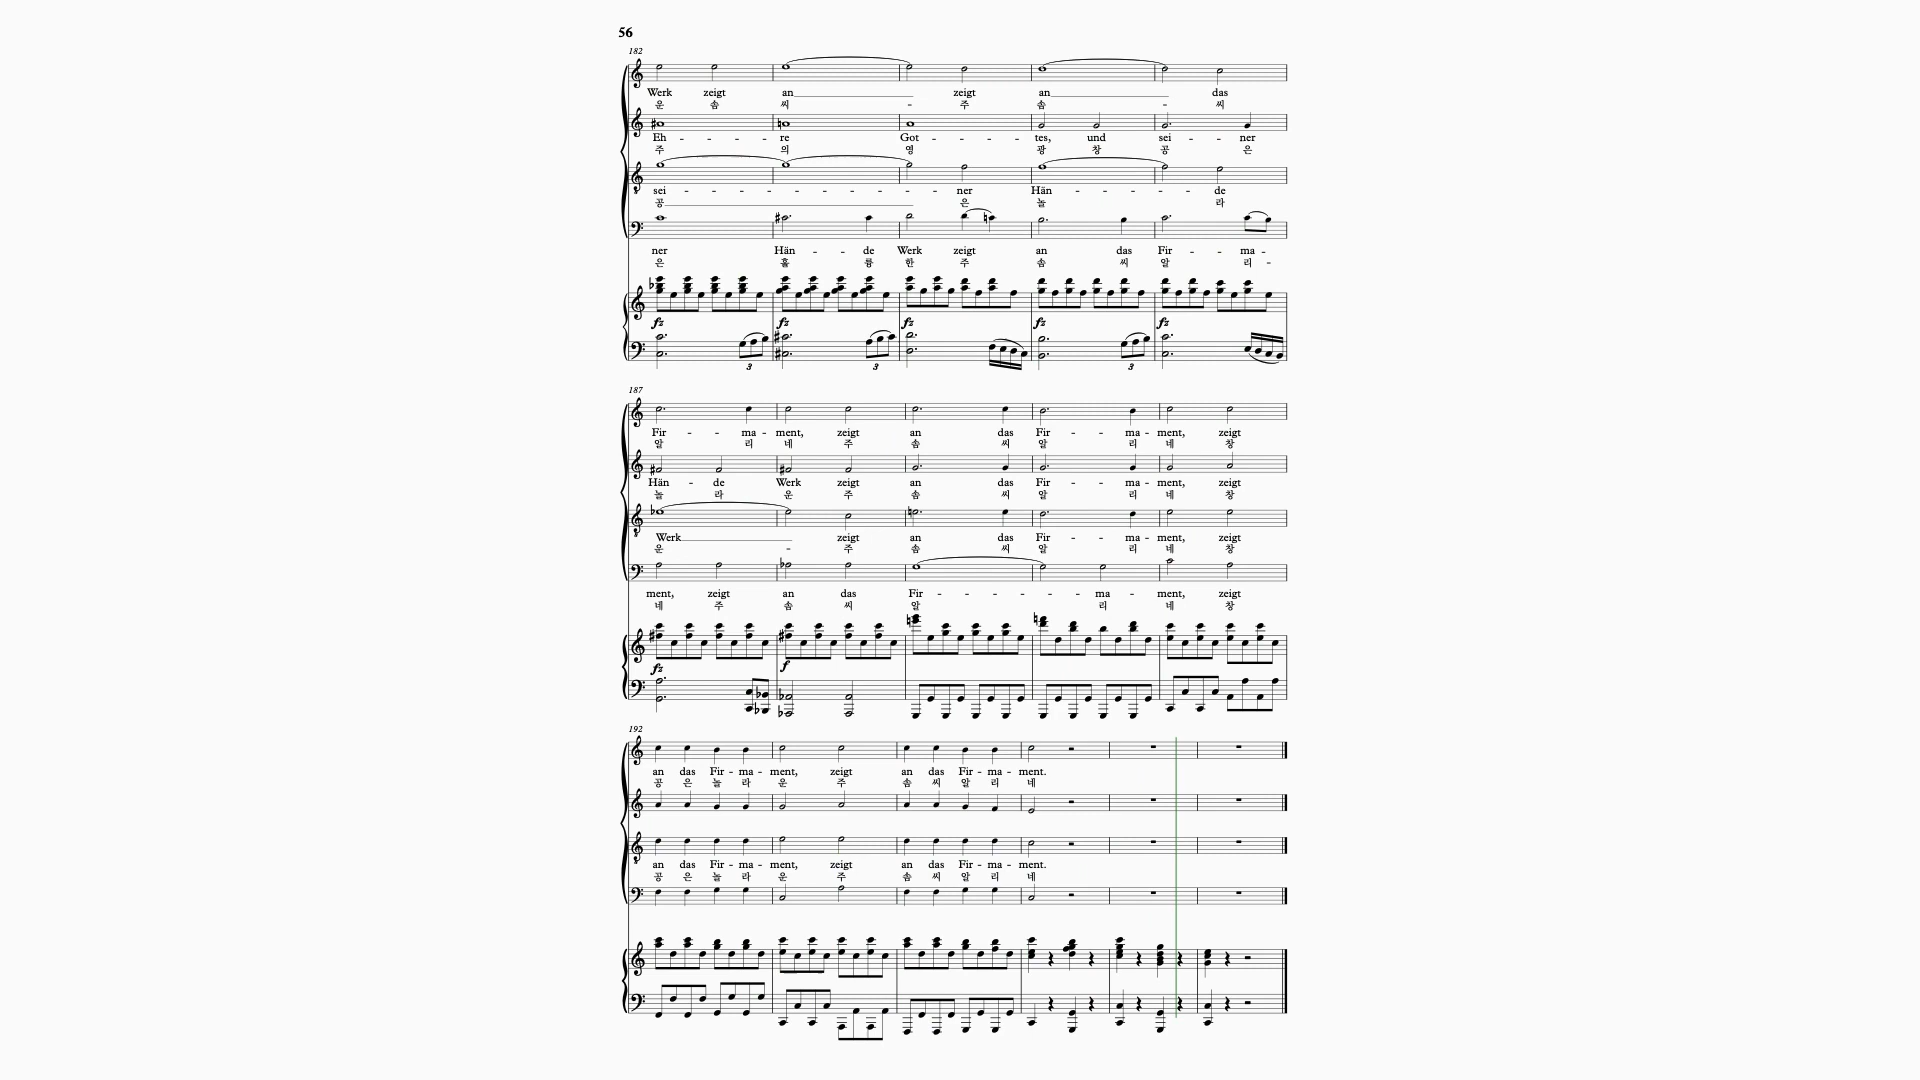 56
182
Werk zeigt an zeigt an das
운 솜 씨 - 주 솜 - 씨
Eh - - re Got - - tes, und sei - ner
주 의 영 광 창 공 은
sei - - - - - - - ner Hän - - - de
공 은 놀 라
ner Hän - - de Werk zeigt an das Fir - - ma -
은 훌 륭 한 주 솜 씨 알 리 -
fz fz fz fz fz
3 3 3
187
Fir - - ma - ment, zeigt an das Fir - - ma - ment, zeigt
알 리 네 주 솜 씨 알 리 네 창
Hän - de Werk zeigt an das Fir - - ma - ment, zeigt
놀 라 운 주 솜 씨 알 리 네 창
Werk zeigt an das Fir - - ma - ment, zeigt
운 - 주 솜 씨 알 리 네 창
ment, zeigt an das Fir - - - - - ma - ment, zeigt
네 주 솜 씨 알 리 네 창
fz f
192
an das Fir - ma - ment, zeigt an das Fir - ma - ment.
공 은 놀 라 운 주 솜 씨 알 리 네
an das Fir - ma - ment, zeigt an das Fir - ma - ment.
공 은 놀 라 운 주 솜 씨 알 리 네